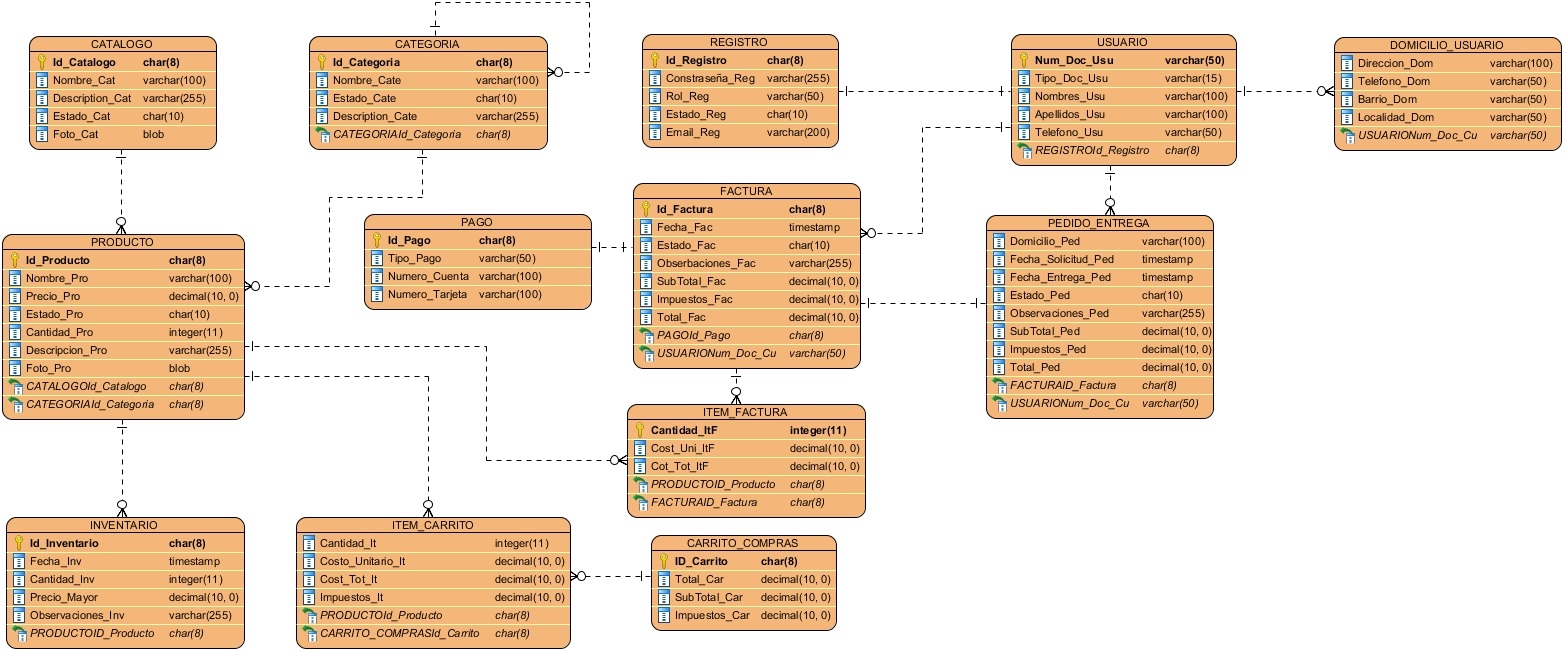 CATALOGO
Id_Catalogo char(8)
Nombre_Cat varchar(100)
Description_Cat varchar(255)
Estado_Cat char(10)
Foto_Cat blob
CATEGORIA
Id_Categoria char(8)
Nombre_Cate varchar(100)
Estado_Cate char(10)
Description_Cate varchar(255)
CATEGORIAId_Categoria char(8)
REGISTRO
Id_Registro char(8)
Constraseña_Reg varchar(255)
Rol_Reg varchar(50)
Estado_Reg char(10)
Email_Reg varchar(200)
USUARIO
Num_Doc_Usu varchar(50)
Tipo_Doc_Usu varchar(15)
Nombres_Usu varchar(100)
Apellidos_Usu varchar(100)
Telefono_Usu varchar(50)
REGISTROId_Registro char(8)
DOMICILIO_USUARIO
Direccion_Dom varchar(100)
Telefono_Dom varchar(50)
Barrio_Dom varchar(50)
Localidad_Dom varchar(50)
USUARIONum_Doc_Cu varchar(50)
PRODUCTO
Id_Producto char(8)
Nombre_Pro varchar(100)
Precio_Pro decimal(10, 0)
Estado_Pro char(10)
Cantidad_Pro integer(11)
Descripcion_Pro varchar(255)
Foto_Pro blob
CATALOGOId_Catalogo char(8)
CATEGORIAId_Categoria char(8)
PAGO
Id_Pago char(8)
Tipo_Pago varchar(50)
Numero_Cuenta varchar(100)
Numero_Tarjeta varchar(100)
FACTURA
Id_Factura char(8)
Fecha_Fac timestamp
Estado_Fac char(10)
Obserbaciones_Fac varchar(255)
SubTotal_Fac decimal(10, 0)
Impuestos_Fac decimal(10, 0)
Total_Fac decimal(10, 0)
PAGOId_Pago char(8)
USUARIONum_Doc_Cu varchar(50)
PEDIDO_ENTREGA
Domicilio_Ped varchar(100)
Fecha_Solicitud_Ped timestamp
Fecha_Entrega_Ped timestamp
Estado_Ped char(10)
Observaciones_Ped varchar(255)
SubTotal_Ped decimal(10, 0)
Impuestos_Ped decimal(10, 0)
Total_Ped decimal(10, 0)
FACTURAID_Factura char(8)
USUARIONum_Doc_Cu varchar(50)
ITEM_FACTURA
Cantidad_ItF integer(11)
Cost_Uni_ItF decimal(10, 0)
Cot_Tot_ItF decimal(10, 0)
PRODUCTOID_Producto char(8)
FACTURAID_Factura char(8)
INVENTARIO
Id_Inventario char(8)
Fecha_Inv timestamp
Cantidad_Inv integer(11)
Precio_Mayor decimal(10, 0)
Observaciones_Inv varchar(255)
PRODUCTOID_Producto char(8)
ITEM_CARRITO
Cantidad_It integer(11)
Costo_Unitario_It decimal(10, 0)
Cost_Tot_It decimal(10, 0)
Impuestos_It decimal(10, 0)
PRODUCTOId_Producto char(8)
CARRITO_COMPRASId_Carrito char(8)
CARRITO_COMPRAS
ID_Carrito char(8)
Total_Car decimal(10, 0)
SubTotal_Car decimal(10, 0)
Impuestos_Car decimal(10, 0)